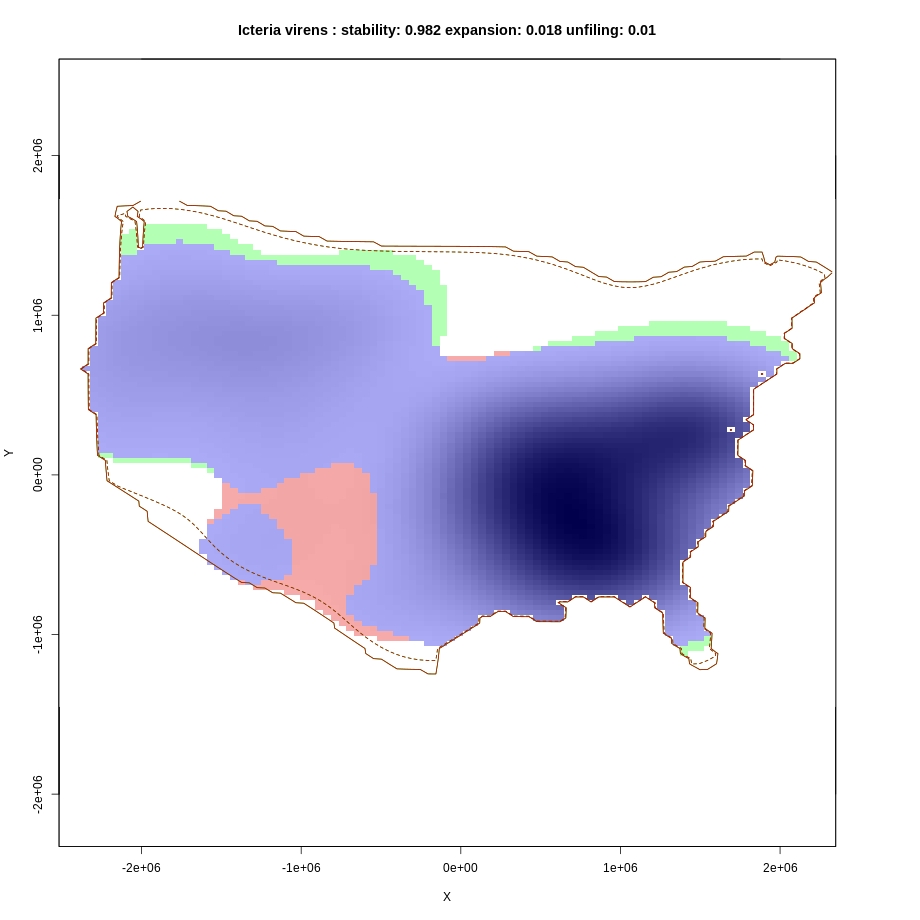 Icteria virens : stability: 0.982 expansion: 0.018 unfiling: 0.01
2e+06
1e+06
0e+00
-1e+06
-2e+06
Y
-2e+06 -1e+06 0e+00 1e+06 2e+06
X